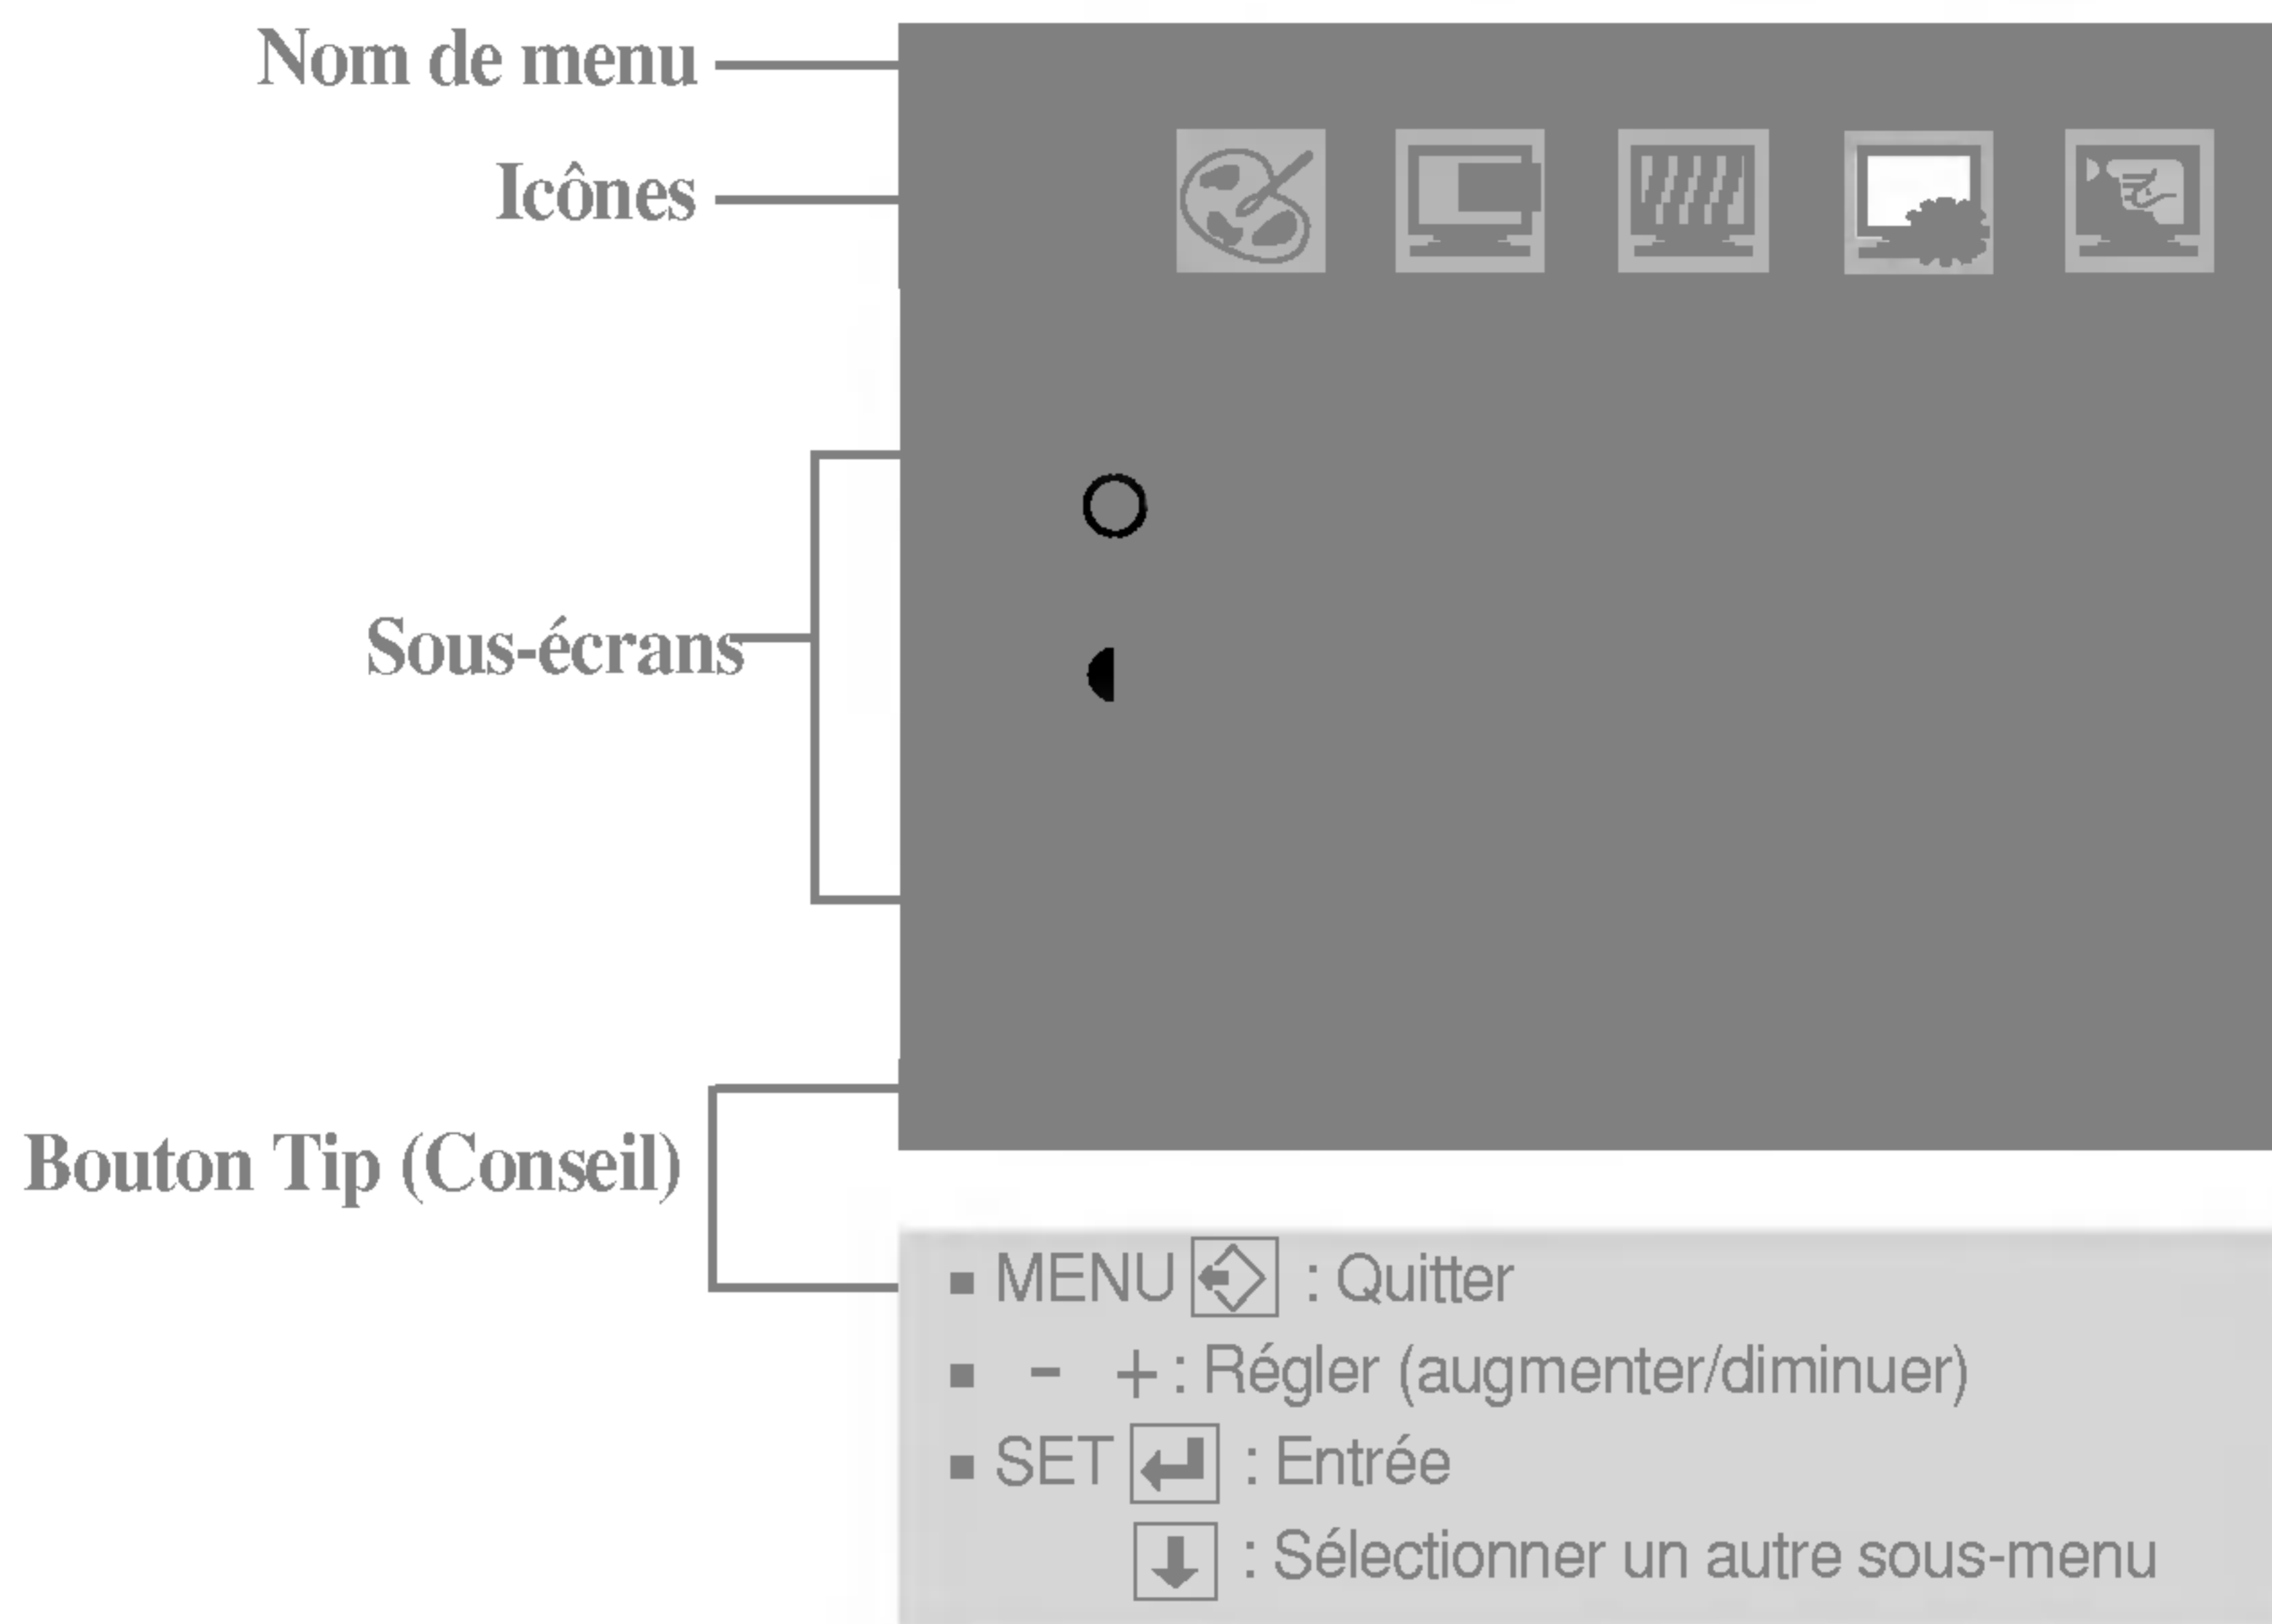 Nom de menu
Icônes
Sous-écrans
Bouton Tip (Conseil)
■ MENU : Quitter
■ - + : Régler (augmenter/diminuer)
■ SET : Entrée
: Sélectionner un autre sous-menu